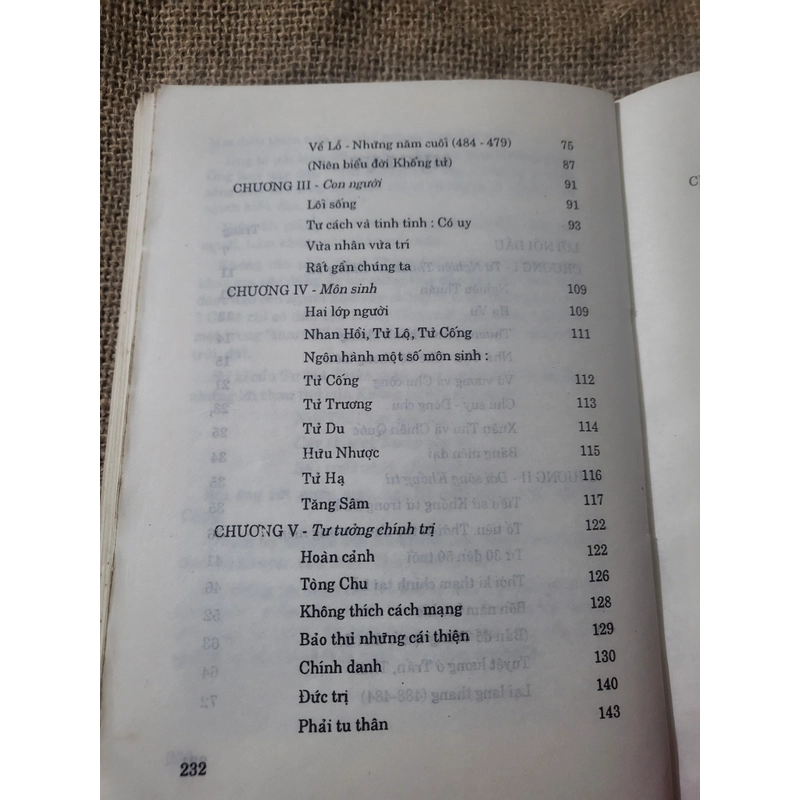 Về Lỗ - Những năm cuối (484 - 479) 75
(Niên biểu đời Khổng tử) 87
CHƯƠNG III - Con người 91
Lối sống 91
Tư cách và tính tình : Có uy 93
Vừa nhân vừa trí
Rất gần chúng ta
CHƯƠNG IV - Môn sinh 109
Hai lớp người 109
Nhan Hồi, Tử Lộ, Tử Cống 111
Ngôn hành một số môn sinh :
Tử Cống 112
Tử Trương 113
Tử Du 114
Hữu Nhược 115
Tử Hạ 116
Tăng Sâm 117
CHƯƠNG V - Tư tưởng chính trị 122
Hoàn cảnh 122
Tòng Chu 126
Không thích cách mạng 128
Bảo thủ những cái thiện 129
Chính danh 130
Đức trị 140
Phải tu thân 143
232
C